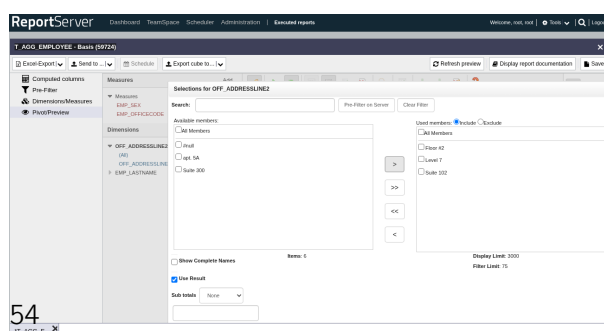 ReportServer Dashboard TeamSpace Scheduler Administration | Executed reports Welcome, root, root | Tools | Logou
T_AGG_EMPLOYEE - Basis (59724) ×
Excel-Export Send to ... Schedule Export cube to... Refresh preview Display report documentation Save
Computed columns
Pre-Filter
Dimensions/Measures
Pivot/Preview
Measures
Measures
EMP_SEX
EMP_OFFICECODE
Dimensions
OFF_ADDRESSLINE2
(All)
OFF_ADDRESSLINE
EMP_LASTNAME
Selections for OFF_ADDRESSLINE2
Search: Pre-Filter on Server Clear Filter
Available members:
All Members
#null
apt. 5A
Suite 300
>
>>
<<
<
Used members: Include Exclude
All Members
Floor #2
Level 7
Suite 102
Items: 6
Display Limit: 3000
Filter Limit: 75
Show Complete Names
Use Result
Sub totals None
54